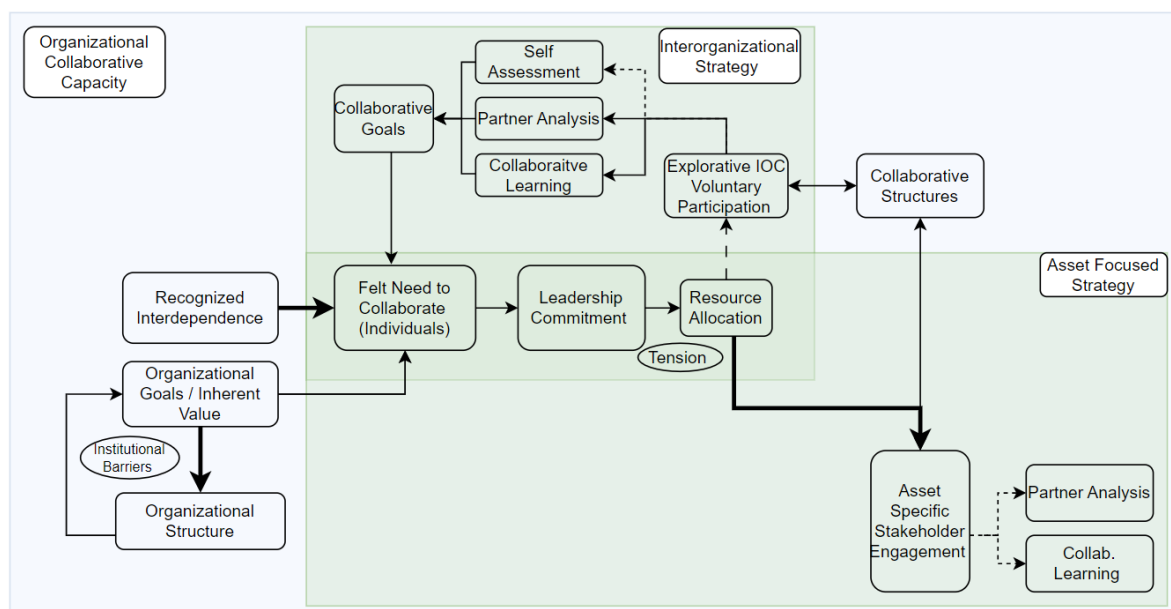 Organizational
Collaborative
Capacity
Interorganizational
Strategy
Self
Assessment
Collaborative
Goals
Partner Analysis
Collaboraitve
Learning
Explorative IOC
Voluntary
Participation
Collaborative
Structures
Asset Focused
Strategy
Recognized
Interdependence
Felt Need to
Collaborate
(Individuals)
Leadership
Commitment
Resource
Allocation
Tension
Organizational
Goals / Inherent
Value
Institutional
Barriers
Organizational
Structure
Asset
Specific
Stakeholder
Engagement
Partner Analysis
Collab.
Learning